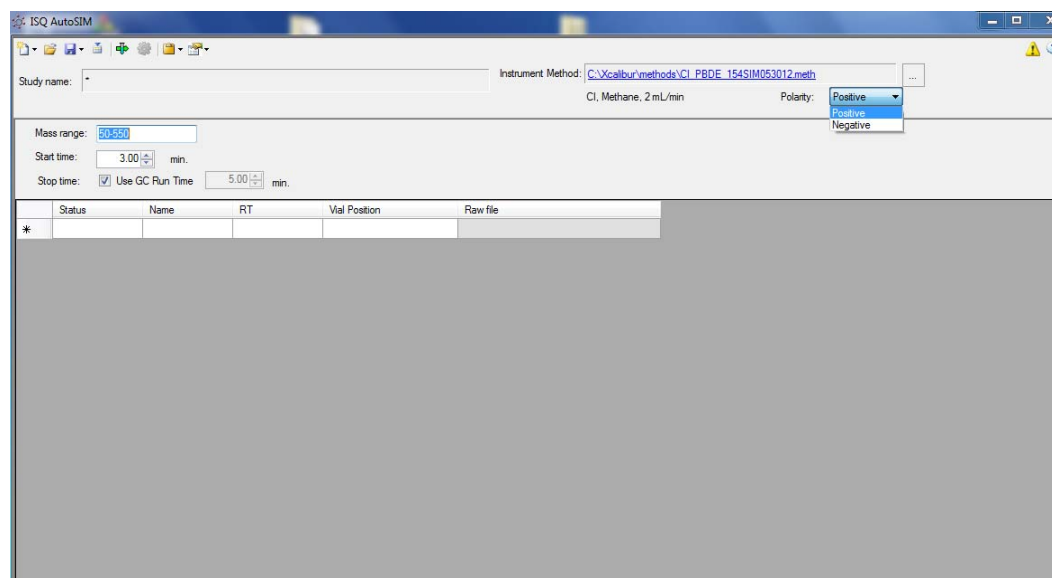 ISQ AutoSIM
Study name: *
Instrument Method: C:\Xcalibur\methods\CI_PBDE_154SIM053012.meth ...
CI, Methane, 2 mL/min Polarity: Positive
Positive
Negative
Mass range: 50-550
Start time: 3.00 min.
Stop time: Use GC Run Time 5.00 min.
Status Name RT Vial Position Raw file